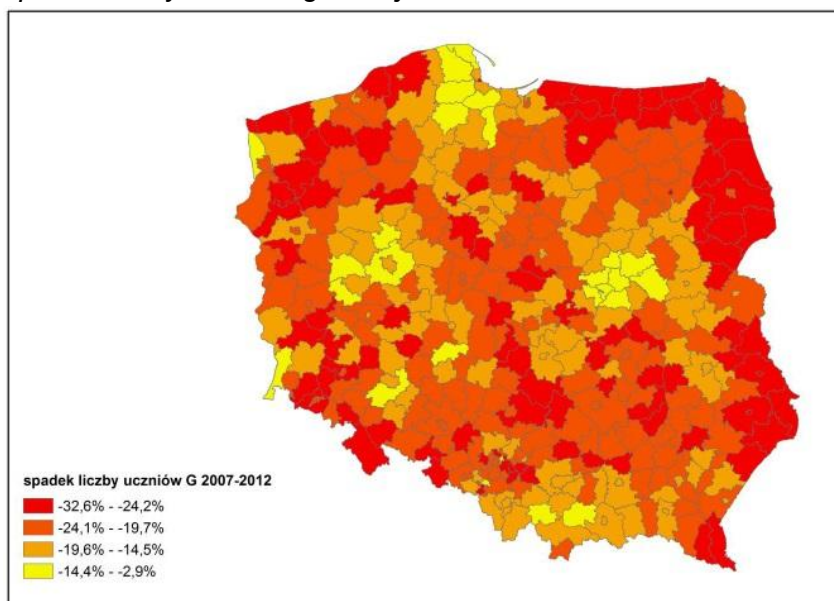 spadek liczby uczniów G 2007-2012
-32,6% - -24,2%
-24,1% - -19,7%
-19,6% - -14,5%
-14,4% - -2,9%